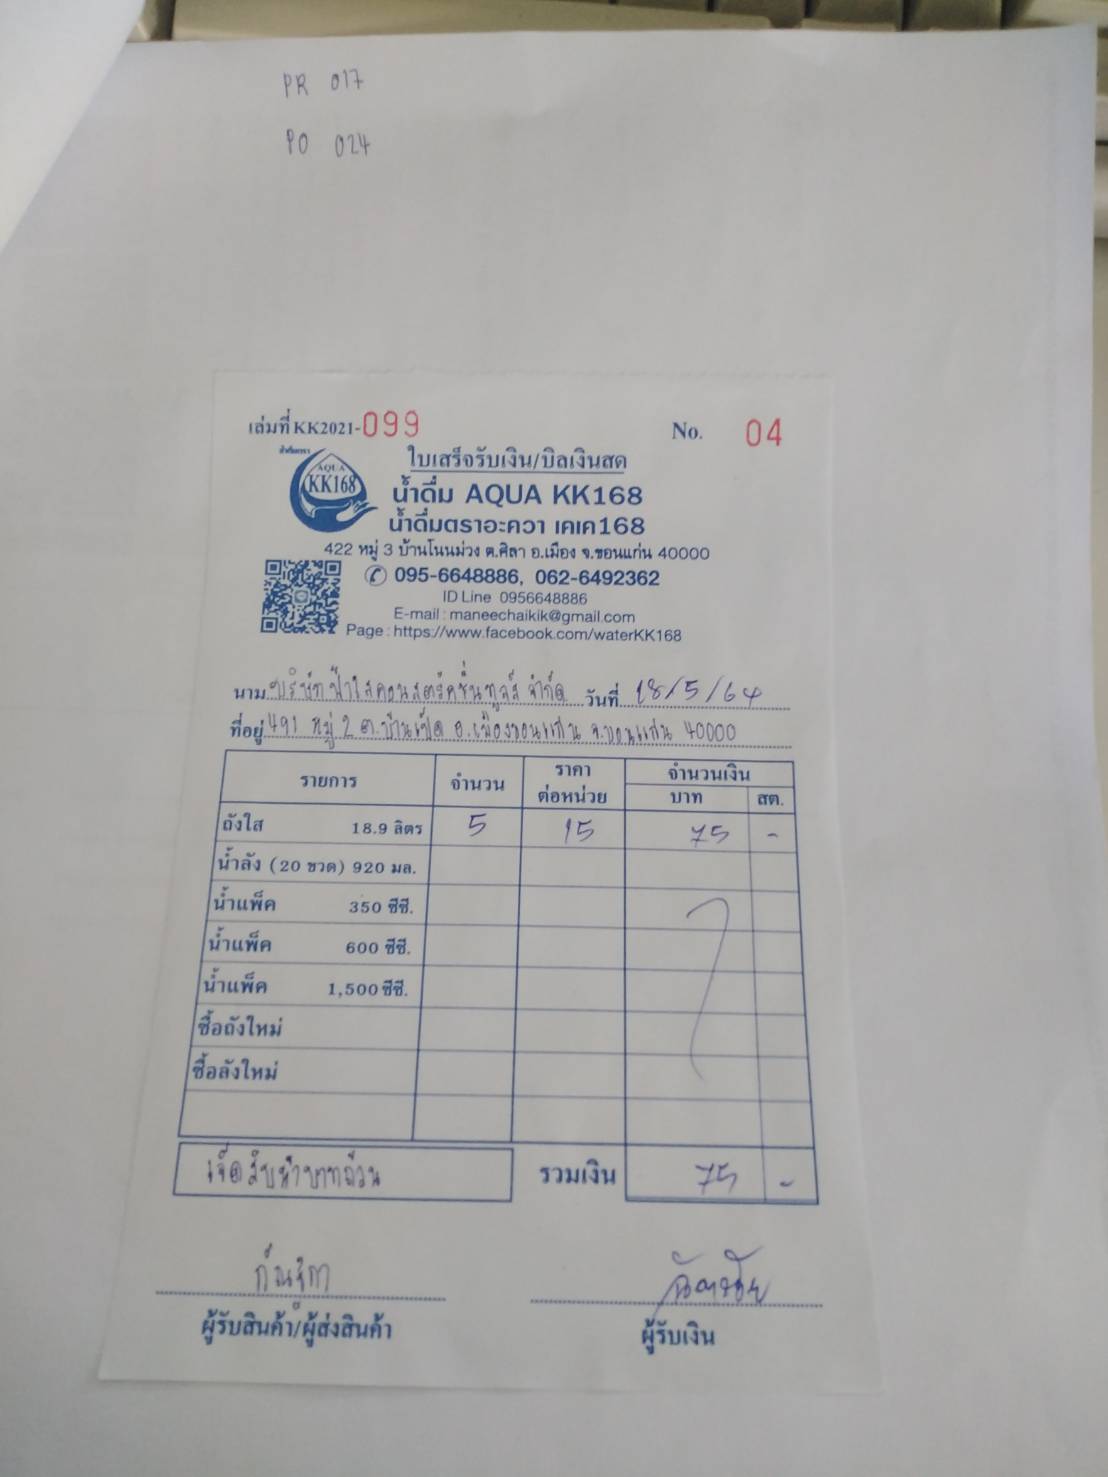 PR 017
PO 024
เล่มที่ KK2021-099 No. 04
ใบเสร็จรับเงิน/บิลเงินสด
AQUA
KK168
น้ำดื่ม AQUA KK168
น้ำดื่มตราอะควา เคเค168
422 หมู่ 3 บ้านโนนม่วง ต.ศิลา อ.เมือง จ.ขอนแก่น 40000
095-6648886, 062-6492362
ID Line 0956648886
E-mail : maneechaikik@gmail.com
Page : https://www.facebook.com/waterKK168
นาม บริษัท ป้าใสคอนสตรัคชั่นทูลส์ จำกัด วันที่ 18/5/64
ที่อยู่ 491 หมู่ 2 ต.บ้านเป็ด อ.เมืองขอนแก่น จ.ขอนแก่น 40000
รายการ จำนวน ราคาต่อหน่วย จำนวนเงิน
บาท สต.
ถังใส 18.9 ลิตร 5 15 75 -
น้ำลัง (20 ขวด) 920 มล.
น้ำแพ็ค 350 ซีซี.
น้ำแพ็ค 600 ซีซี.
น้ำแพ็ค 1,500 ซีซี.
ซื้อถังใหม่
ซื้อลังใหม่
เจ็ดสิบห้าบาทถ้วน รวมเงิน 75 -
ผู้รับสินค้า/ผู้ส่งสินค้า ผู้รับเงิน